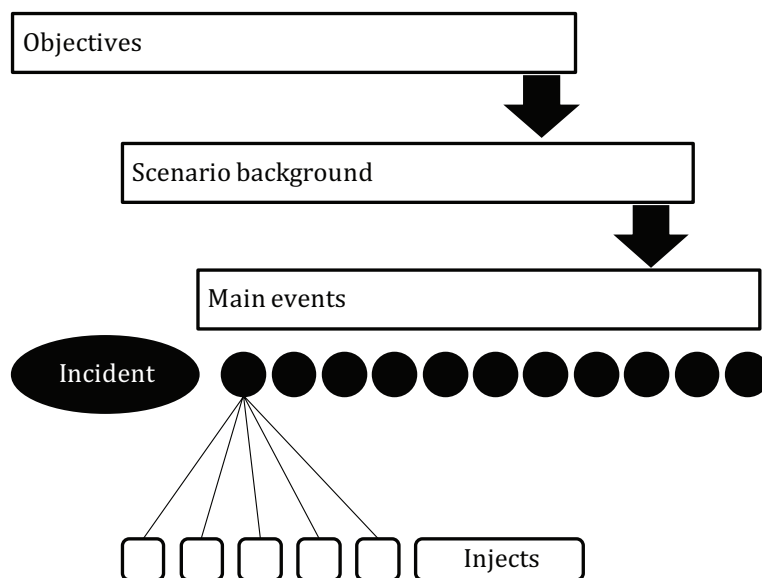 Objectives
Scenario background
Main events
Incident
Injects